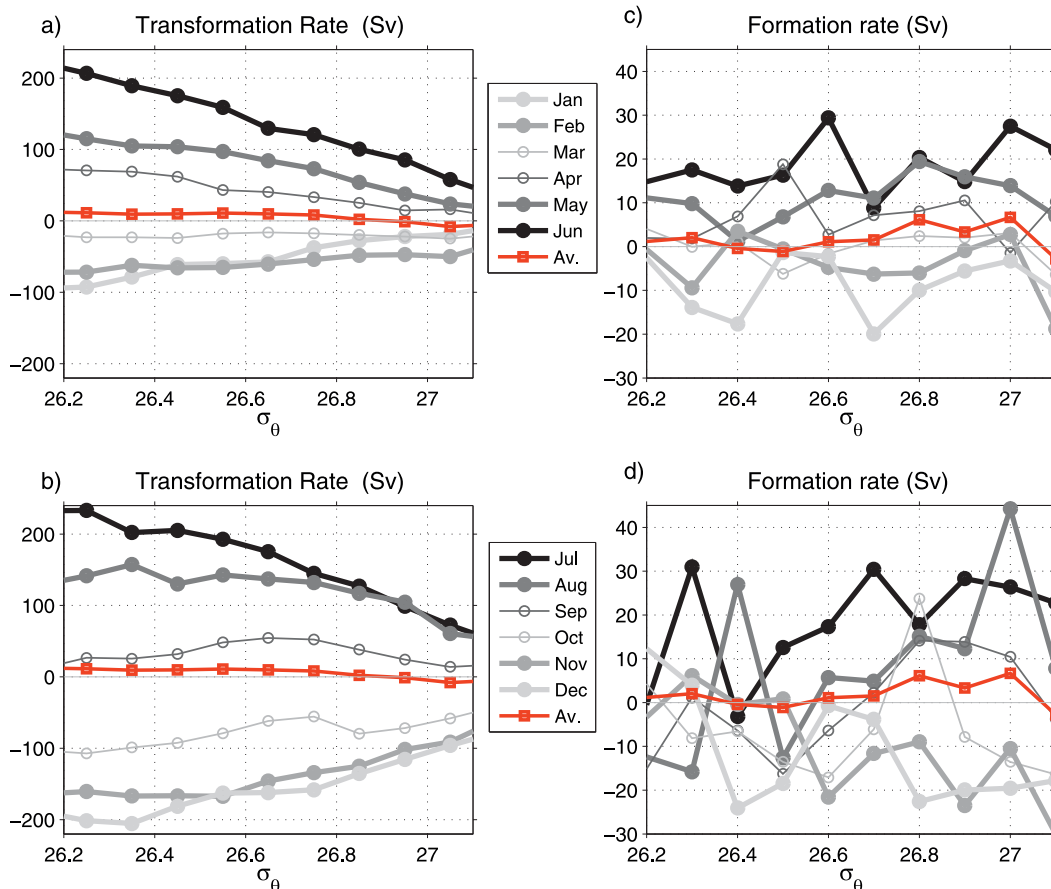 a) Transformation Rate (Sv)
200
100
0
−100
−200
26.2 26.4 26.6 26.8 27
σθ
Jan
Feb
Mar
Apr
May
Jun
Av.
c) Formation rate (Sv)
40
30
20
10
0
−10
−20
−30
26.2 26.4 26.6 26.8 27
σθ
b) Transformation Rate (Sv)
200
100
0
−100
−200
26.2 26.4 26.6 26.8 27
σθ
Jul
Aug
Sep
Oct
Nov
Dec
Av.
d) Formation rate (Sv)
40
30
20
10
0
−10
−20
−30
26.2 26.4 26.6 26.8 27
σθ